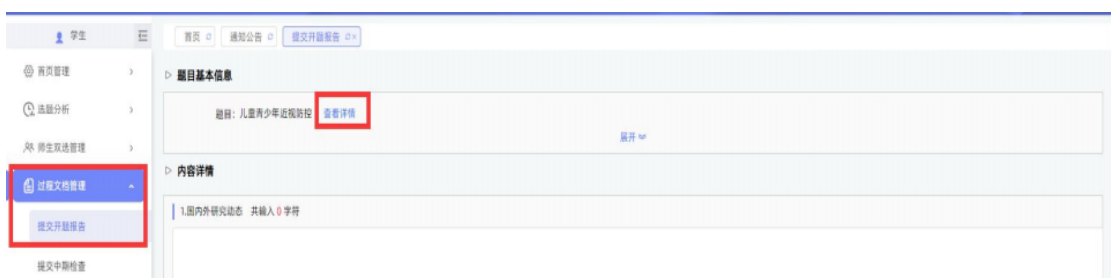 学生
首页 通知公告 提交开题报告
首页管理
选题分析
师生双选管理
过程文档管理
提交开题报告
提交中期检查
题目基本信息
题目：儿童青少年近视防控 查看详情
展开
内容详情
1.国内外研究动态 共输入 0 字符